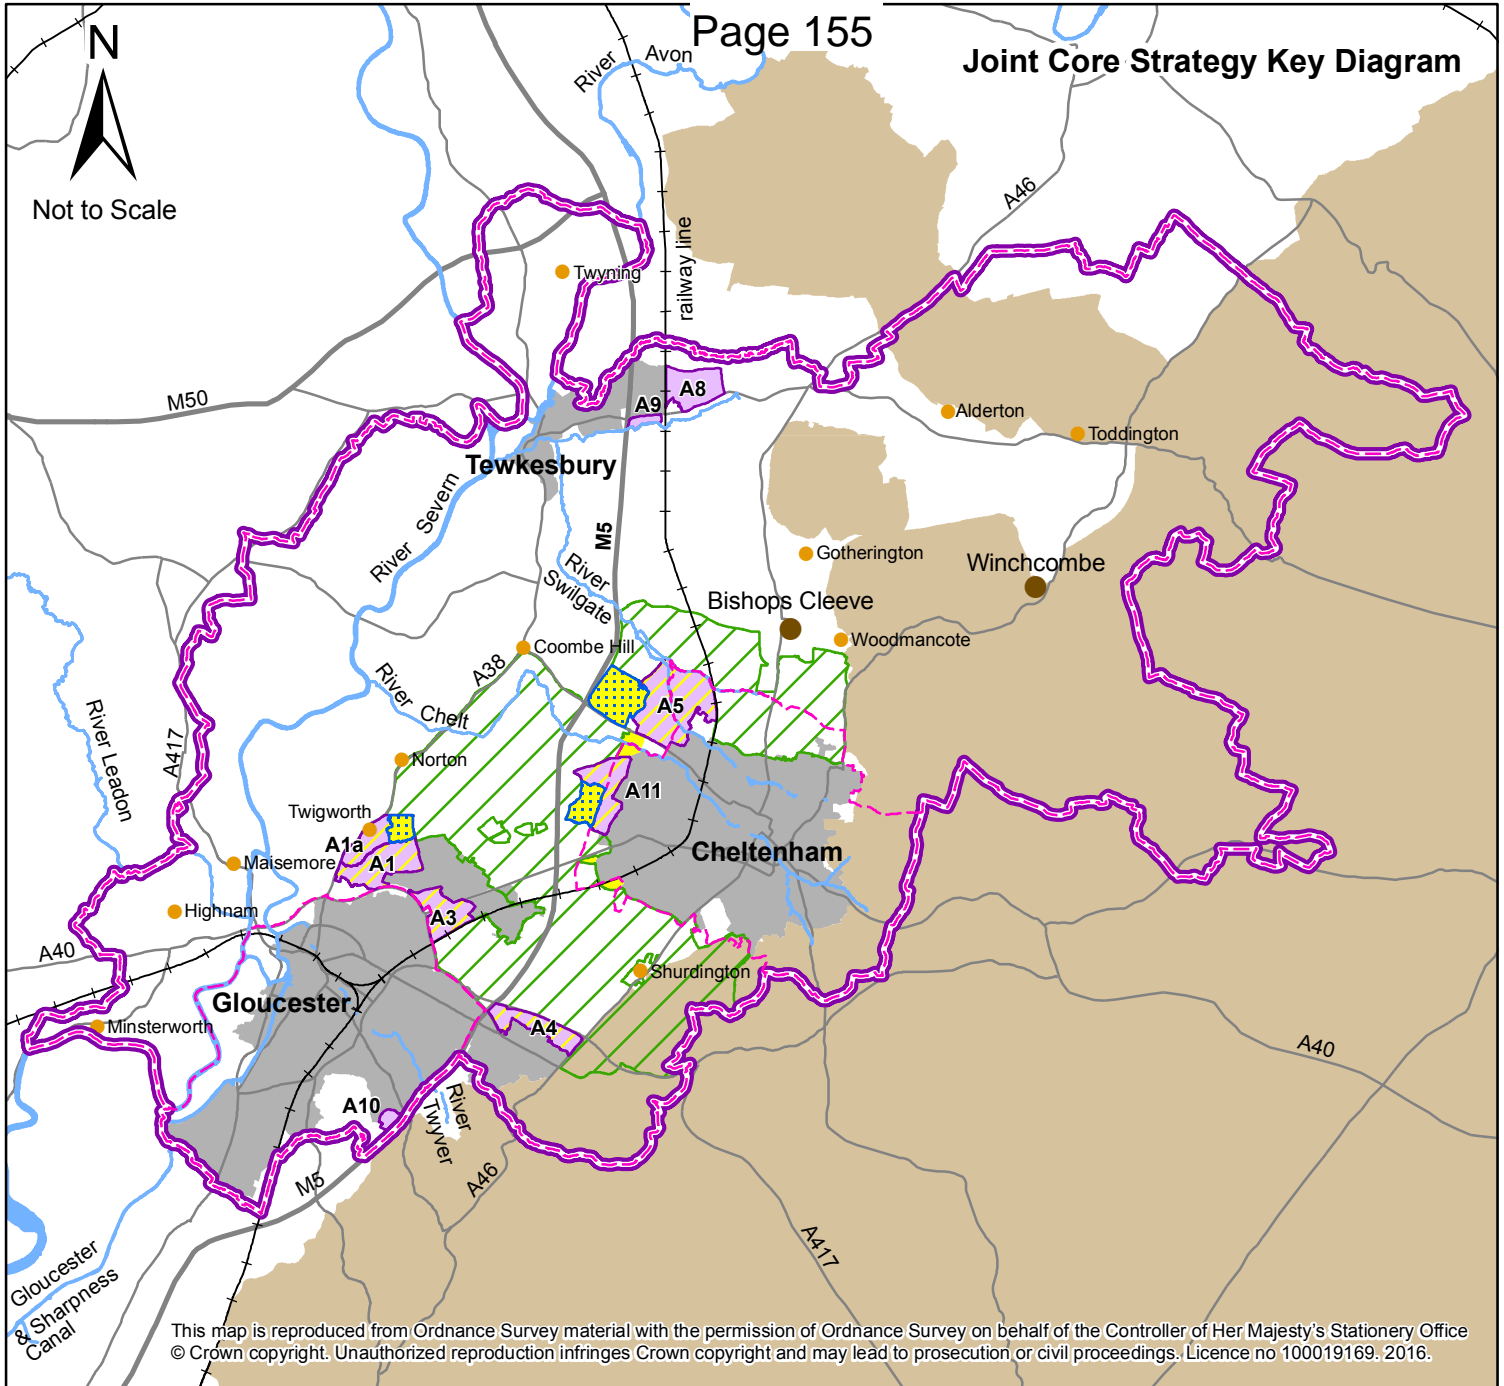 Page 155
Joint Core Strategy Key Diagram
N
Not to Scale
River
Avon
A46
railway line
Twyning
M50
A8
A9
Alderton
Toddington
Tewkesbury
River Severn
M5
River
Swilgate
Gotherington
Winchcombe
Bishops Cleeve
Woodmancote
Coombe Hill
A38
River
Chelt
A5
River Leadon
A417
Norton
A11
Twigworth
A1a
A1
Maisemore
Cheltenham
Highnam
A3
A40
Shurdington
Gloucester
Minsterworth
A4
A40
A10
River
Twyver
A46
M5
A417
Gloucester
& Sharpness
Canal
This map is reproduced from Ordnance Survey material with the permission of Ordnance Survey on behalf of the Controller of Her Majesty's Stationery Office
© Crown copyright. Unauthorized reproduction infringes Crown copyright and may lead to prosecution or civil proceedings. Licence no 100019169. 2016.